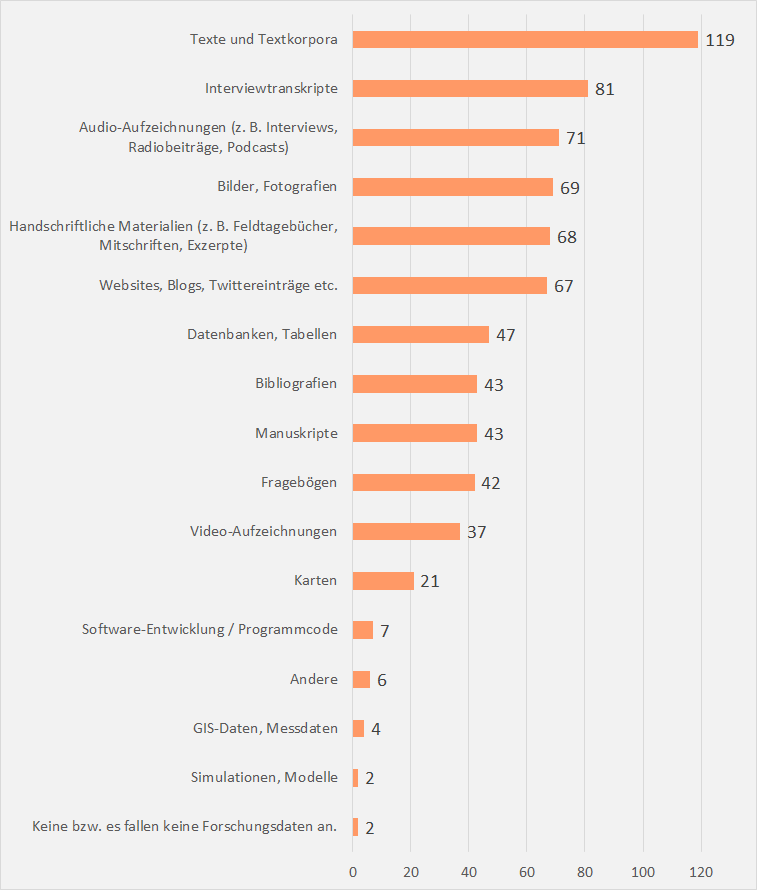 Texte und Textkorpora 119
Interviewtranskripte 81
Audio-Aufzeichnungen (z. B. Interviews,
Radiobeiträge, Podcasts) 71
Bilder, Fotografien 69
Handschriftliche Materialien (z. B. Feldtagebücher,
Mitschriften, Exzerpte) 68
Websites, Blogs, Twittereinträge etc. 67
Datenbanken, Tabellen 47
Bibliografien 43
Manuskripte 43
Fragebögen 42
Video-Aufzeichnungen 37
Karten 21
Software-Entwicklung / Programmcode 7
Andere 6
GIS-Daten, Messdaten 4
Simulationen, Modelle 2
Keine bzw. es fallen keine Forschungsdaten an. 2
0 20 40 60 80 100 120